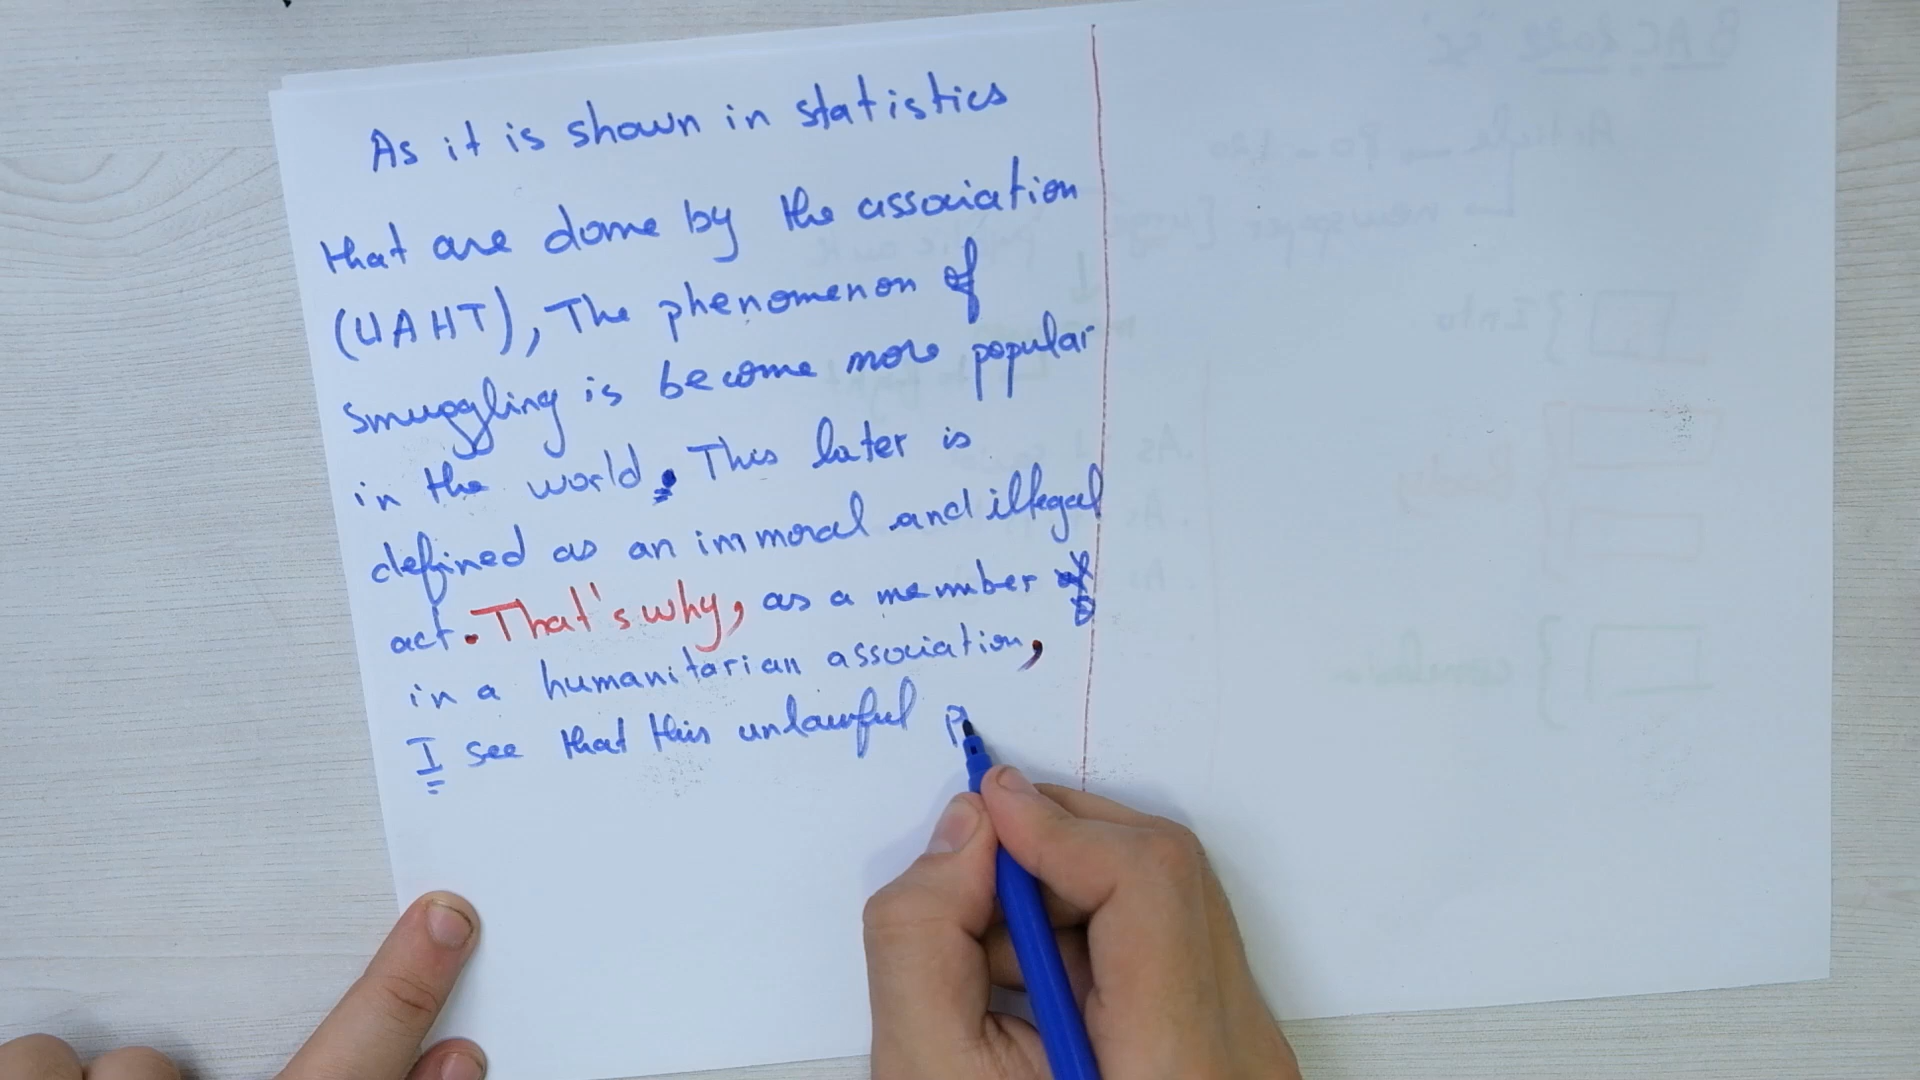 As it is shown in statistics
that are done by the association
(UAHT), The phenomenon of
smuggling is become more popular
in the world. This later is
defined as an immoral and illegal
act. That's why, as a member
in a humanitarian association,
I see that this unlawful p